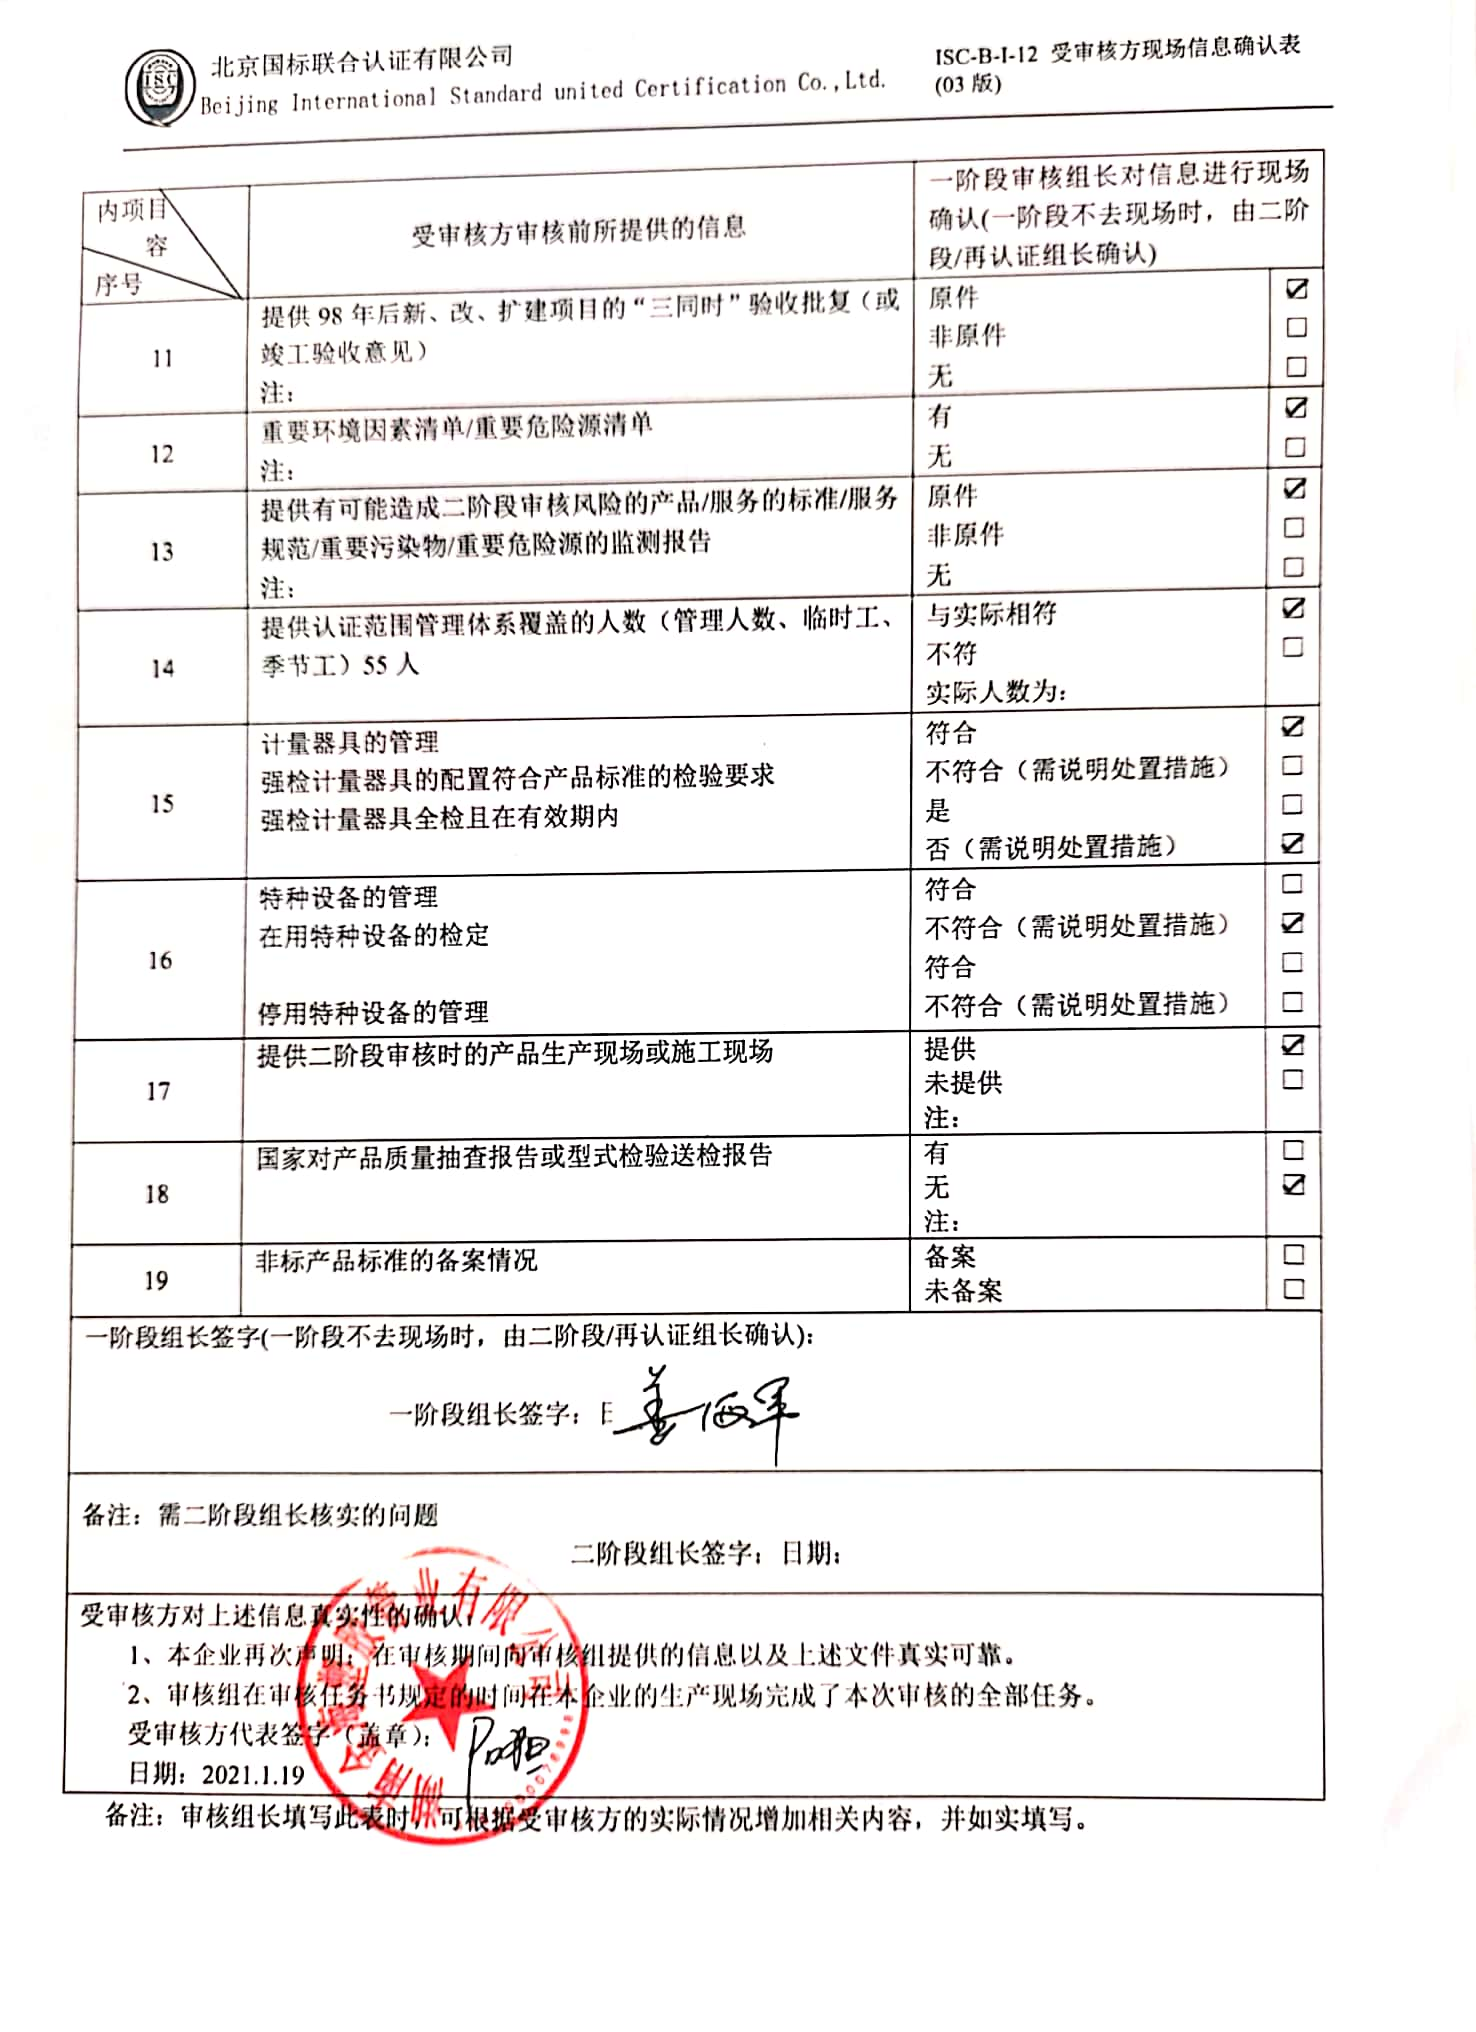 ISC
北京国标联合认证有限公司
Beijing International Standard united Certification Co.,Ltd.
ISC-B-I-12 受审核方现场信息确认表
(03 版)
内项目
容
序号
受审核方审核前所提供的信息
一阶段审核组长对信息进行现场
确认(一阶段不去现场时，由二阶
段/再认证组长确认)
11
提供 98 年后新、改、扩建项目的“三同时”验收批复（或
竣工验收意见）
注：
原件 ☑
非原件 □
无 □
12
重要环境因素清单/重要危险源清单
注：
有 ☑
无 □
13
提供有可能造成二阶段审核风险的产品/服务的标准/服务
规范/重要污染物/重要危险源的监测报告
注：
原件 ☑
非原件 □
无 □
14
提供认证范围管理体系覆盖的人数（管理人数、临时工、
季节工）55 人
与实际相符 ☑
不符 □
实际人数为：
15
计量器具的管理
强检计量器具的配置符合产品标准的检验要求
强检计量器具全检且在有效期内
符合 ☑
不符合（需说明处置措施） □
是 □
否（需说明处置措施） ☑
16
特种设备的管理
在用特种设备的检定
停用特种设备的管理
符合 □
不符合（需说明处置措施） ☑
符合 □
不符合（需说明处置措施） □
17
提供二阶段审核时的产品生产现场或施工现场
提供 ☑
未提供 □
注：
18
国家对产品质量抽查报告或型式检验送检报告
有 □
无 ☑
注：
19
非标产品标准的备案情况
备案 □
未备案 □
一阶段组长签字(一阶段不去现场时，由二阶段/再认证组长确认)：
一阶段组长签字：日 姜海军
备注：需二阶段组长核实的问题
二阶段组长签字：日期：
受审核方对上述信息真实性的确认：
1、本企业再次声明：在审核期间向审核组提供的信息以及上述文件真实可靠。
2、审核组在审核任务书规定的时间在本企业的生产现场完成了本次审核的全部任务。
受审核方代表签字（盖章）：
日期：2021.1.19
备注：审核组长填写此表时，可根据受审核方的实际情况增加相关内容，并如实填写。